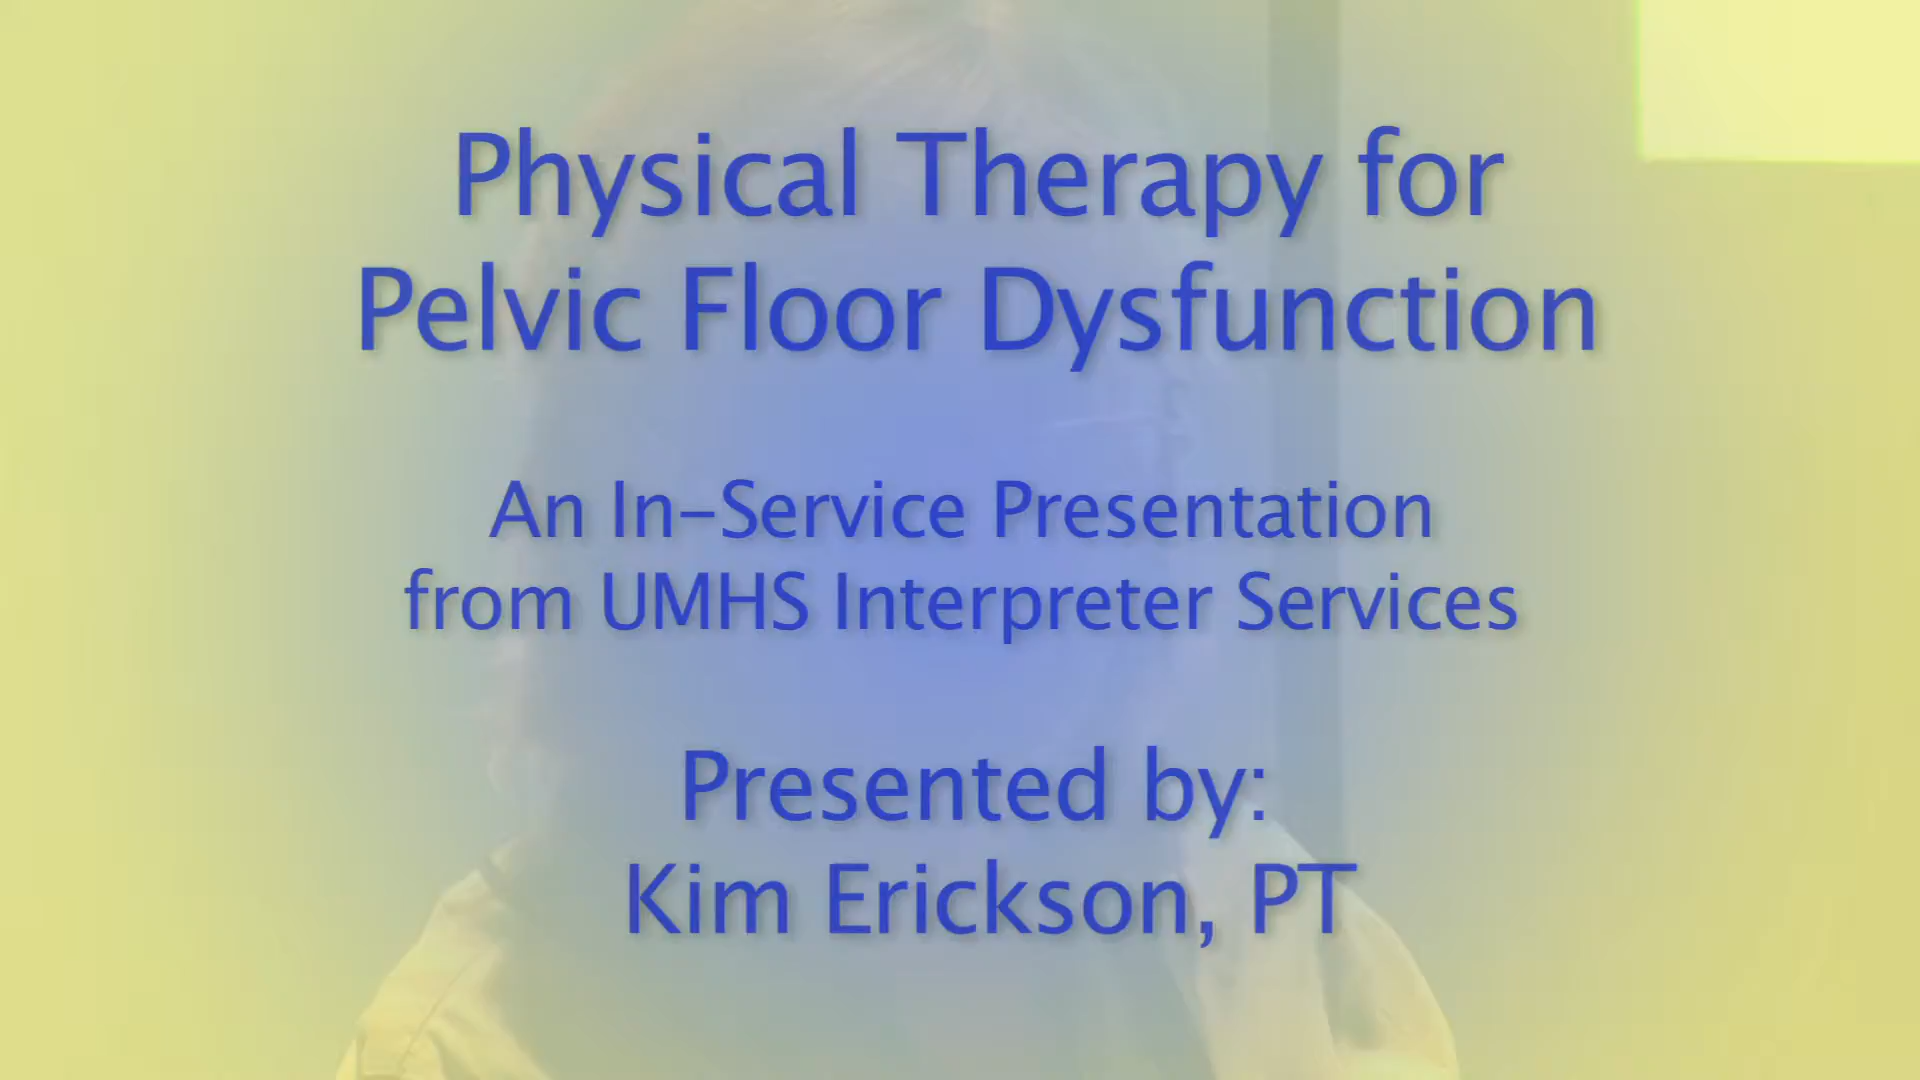 Physical Therapy for
Pelvic Floor Dysfunction
An In-Service Presentation
from UMHS Interpreter Services
Presented by:
Kim Erickson, PT